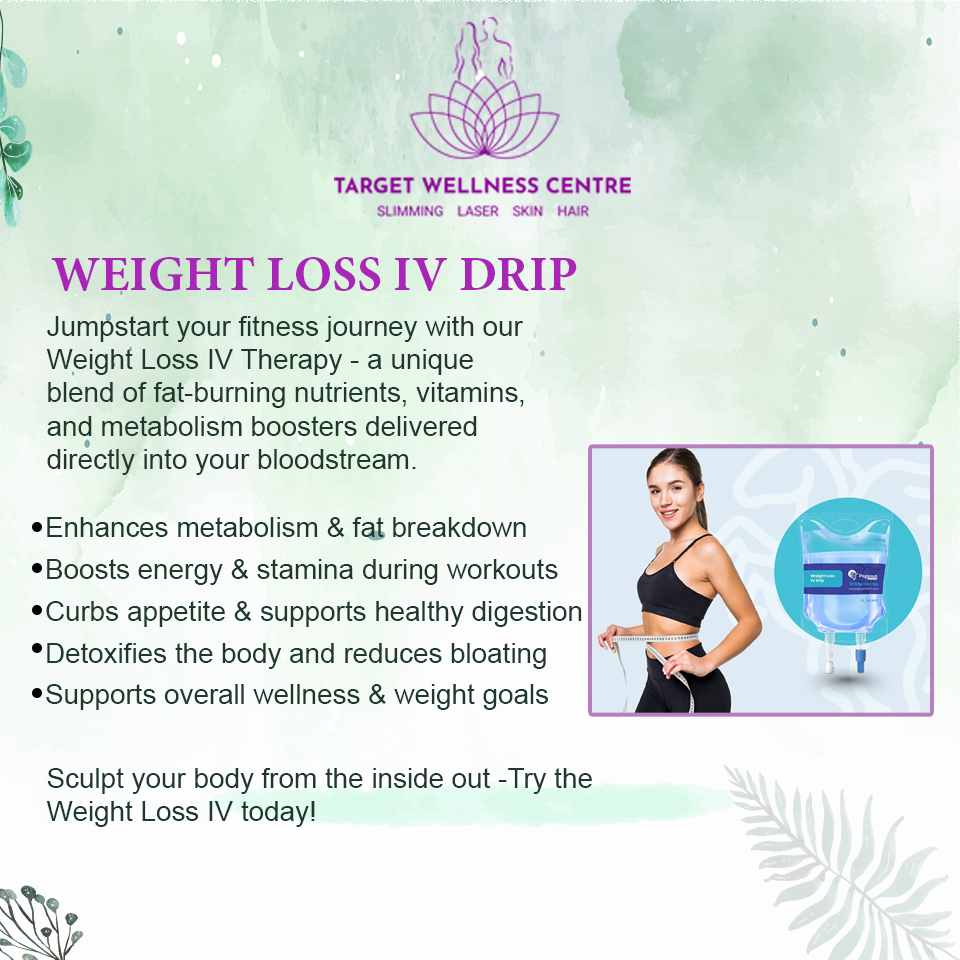 TARGET WELLNESS CENTRE
SLIMMING LASER SKIN HAIR
WEIGHT LOSS IV DRIP
Jumpstart your fitness journey with our
Weight Loss IV Therapy - a unique
blend of fat-burning nutrients, vitamins,
and metabolism boosters delivered
directly into your bloodstream.
•Enhances metabolism & fat breakdown
•Boosts energy & stamina during workouts
•Curbs appetite & supports healthy digestion
•Detoxifies the body and reduces bloating
•Supports overall wellness & weight goals
Weight Loss
IV Drip
IV Drip Therapy
Sculpt your body from the inside out -Try the
Weight Loss IV today!